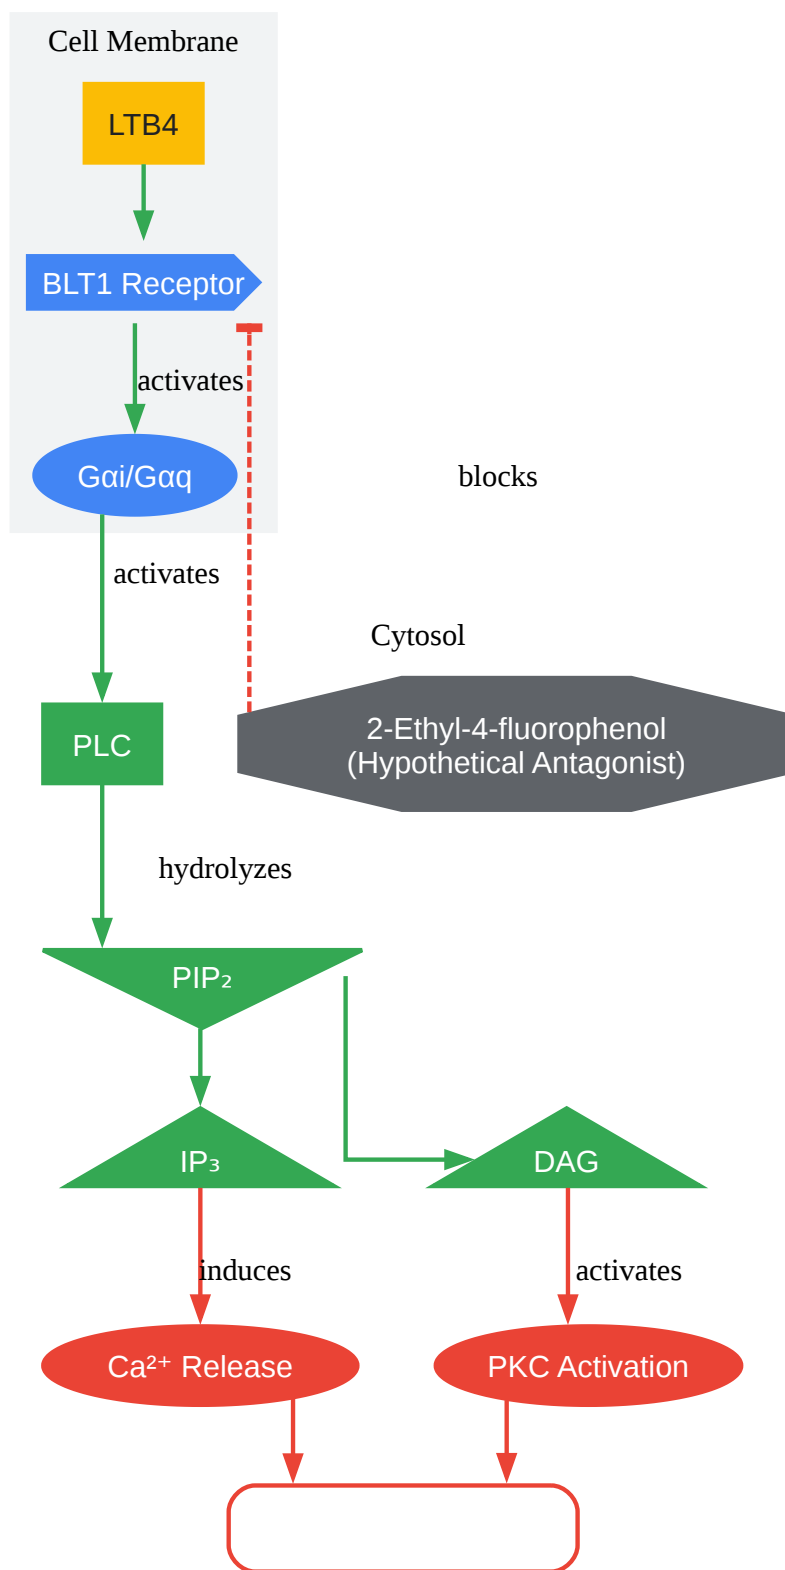 Cell Membrane
LTB4
BLT1 Receptor
activates
Gαi/Gαq
blocks
activates
Cytosol
PLC
2-Ethyl-4-fluorophenol
(Hypothetical Antagonist)
hydrolyzes
PIP₂
IP₃
DAG
induces
activates
Ca²⁺ Release
PKC Activation